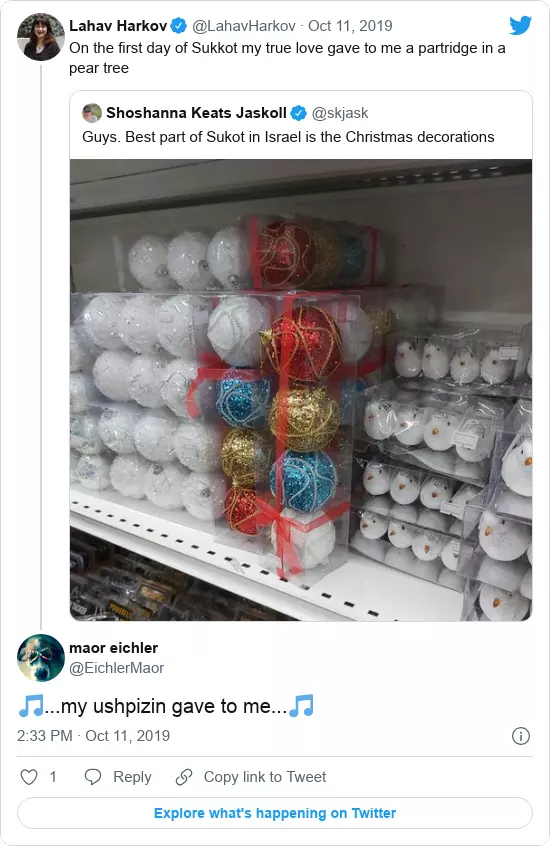 Lahav Harkov @LahavHarkov · Oct 11, 2019
On the first day of Sukkot my true love gave to me a partridge in a
pear tree
Shoshanna Keats Jaskoll @skjask
Guys. Best part of Sukot in Israel is the Christmas decorations
maor eichler
@EichlerMaor
🎵...my ushpizin gave to me...🎵
2:33 PM · Oct 11, 2019
1 Reply Copy link to Tweet
Explore what's happening on Twitter